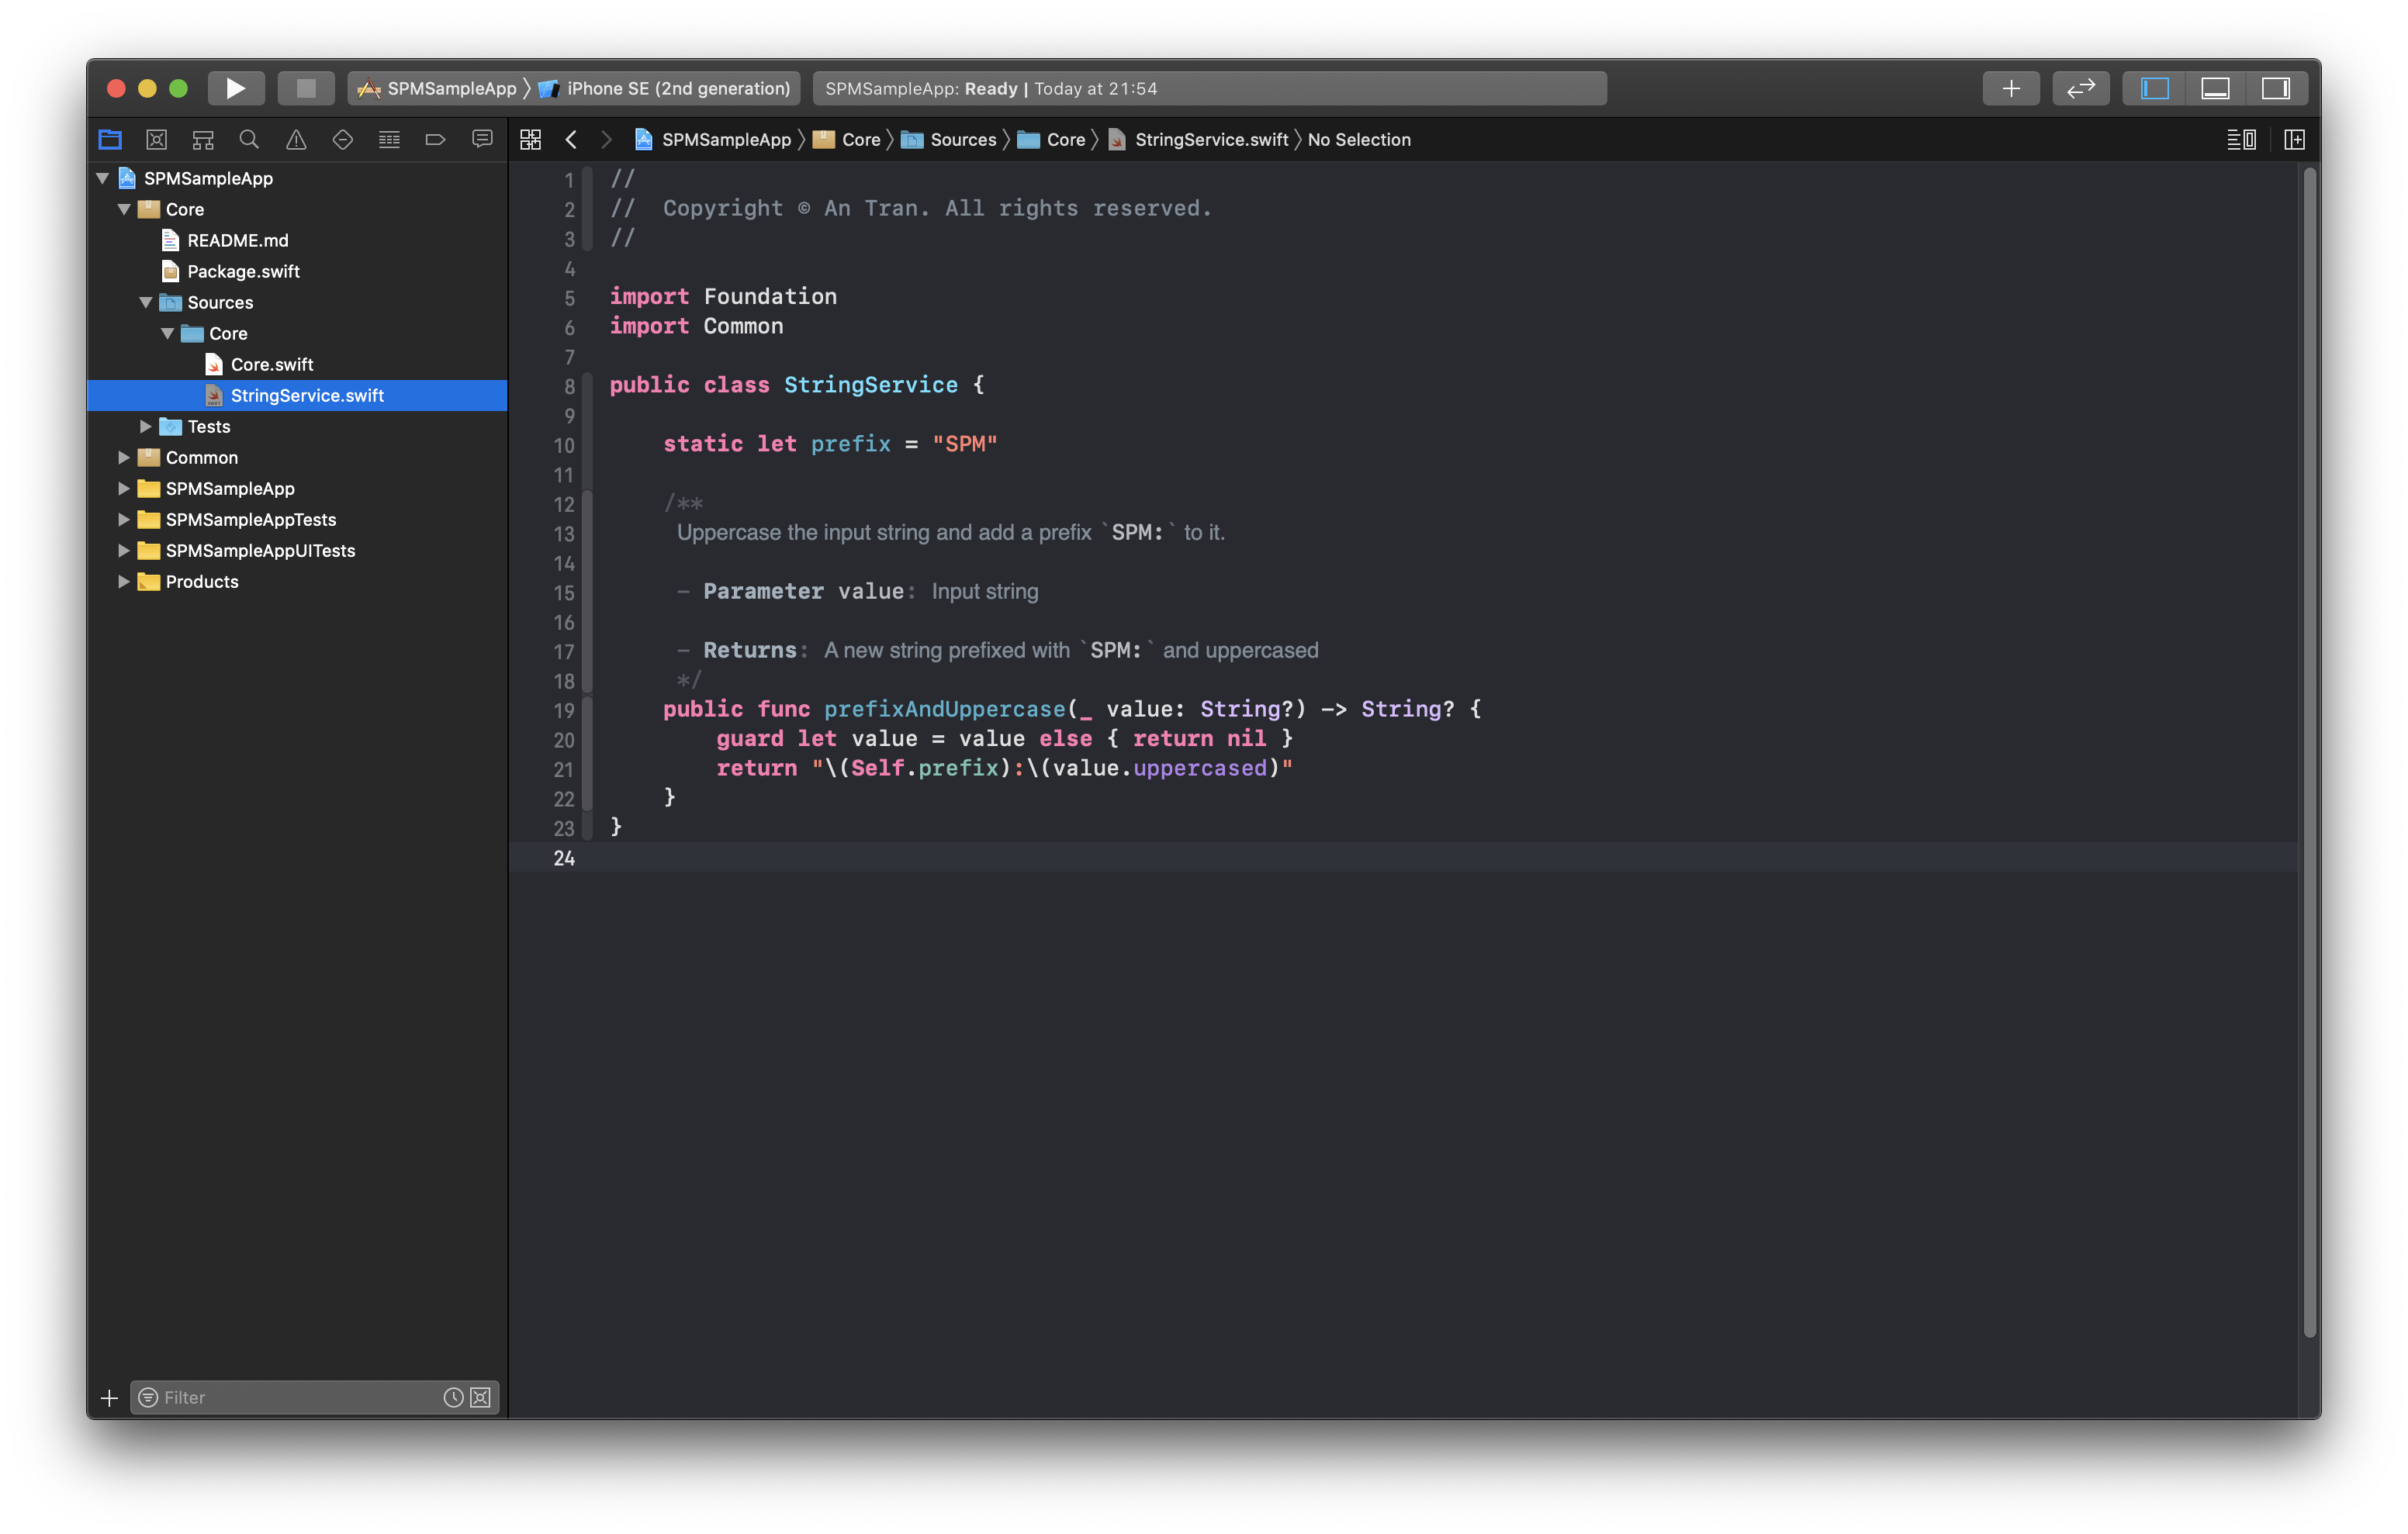 SPMSampleApp 〉 iPhone SE (2nd generation)
SPMSampleApp: Ready | Today at 21:54
SPMSampleApp 〉 Core 〉 Sources 〉 Core 〉 StringService.swift 〉 No Selection
SPMSampleApp
Core
README.md
Package.swift
Sources
Core
Core.swift
StringService.swift
Tests
Common
SPMSampleApp
SPMSampleAppTests
SPMSampleAppUITests
Products
Filter
1 //
2 //  Copyright © An Tran. All rights reserved.
3 //
4
5 import Foundation
6 import Common
7
8 public class StringService {
9
10     static let prefix = "SPM"
11
12     /**
13      Uppercase the input string and add a prefix `SPM:` to it.
14
15      - Parameter value: Input string
16
17      - Returns: A new string prefixed with `SPM:` and uppercased
18      */
19     public func prefixAndUppercase(_ value: String?) -> String? {
20         guard let value = value else { return nil }
21         return "\(Self.prefix):\(value.uppercased)"
22     }
23 }
24